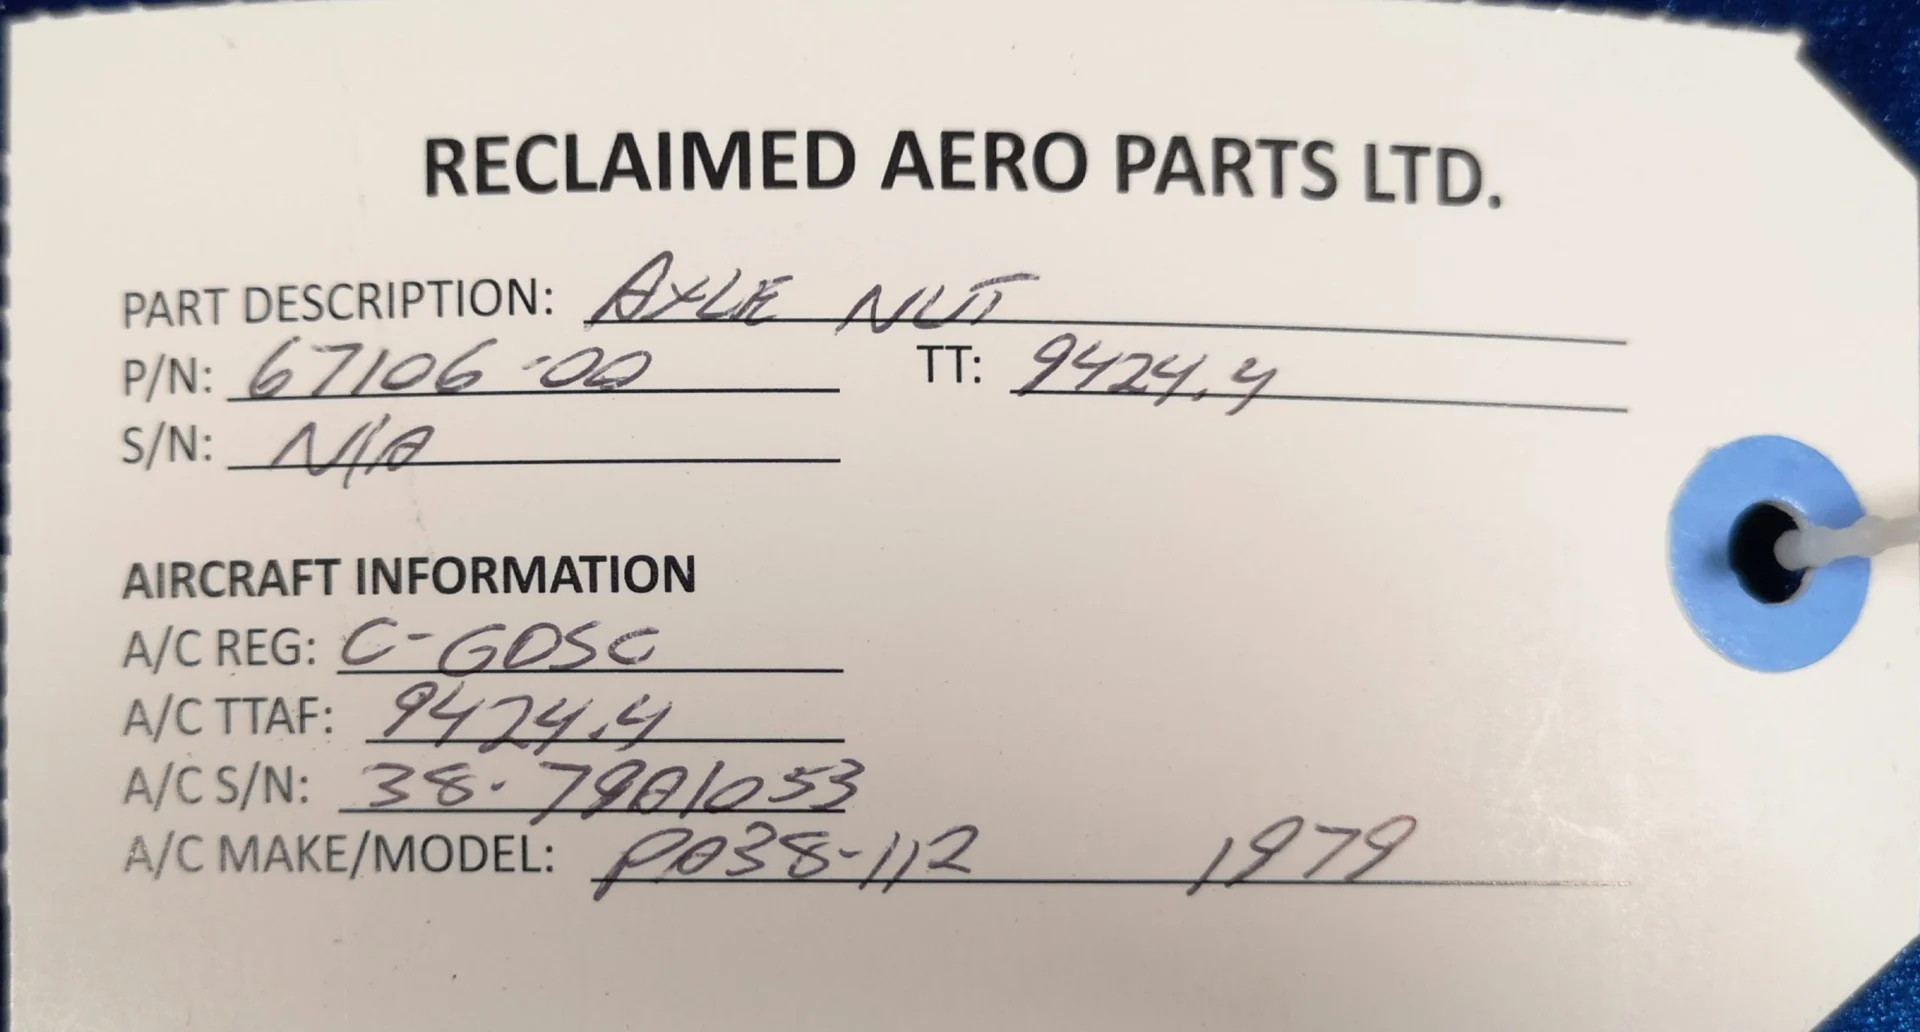 RECLAIMED AERO PARTS LTD.
PART DESCRIPTION: AXLE NUT
P/N: 67106-00 TT: 9424.4
S/N: N/A
AIRCRAFT INFORMATION
A/C REG: C-GDSC
A/C TTAF: 9424.4
A/C S/N: 38-79A1053
A/C MAKE/MODEL: PA38-112 1979